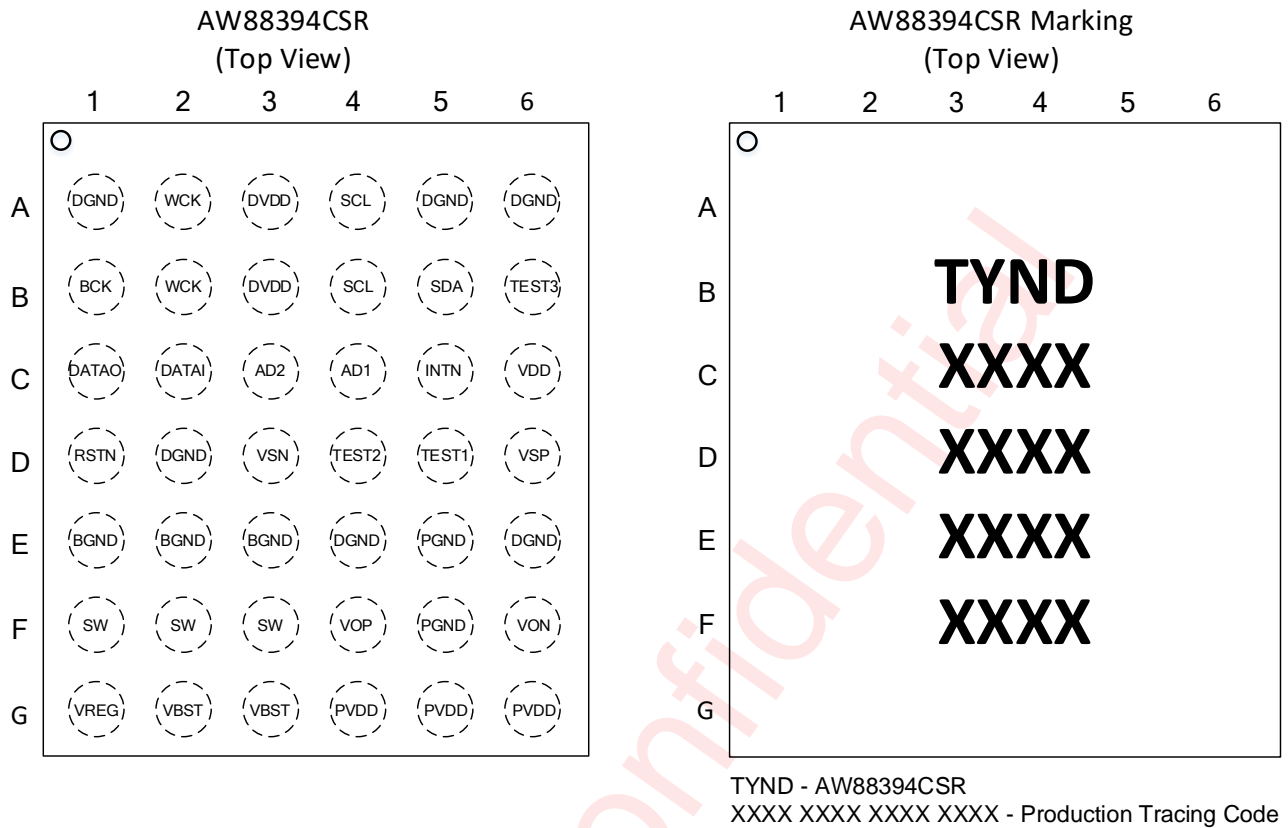 AW88394CSR
(Top View)
1 2 3 4 5 6
A DGND WCK DVDD SCL DGND DGND
B BCK WCK DVDD SCL SDA TEST3
C DATAO DATAI AD2 AD1 INTN VDD
D RSTN DGND VSN TEST2 TEST1 VSP
E BGND BGND BGND DGND PGND DGND
F SW SW SW VOP PGND VON
G VREG VBST VBST PVDD PVDD PVDD
AW88394CSR Marking
(Top View)
1 2 3 4 5 6
A
B TYND
C XXXX
D XXXX
E XXXX
F XXXX
G
TYND - AW88394CSR
XXXX XXXX XXXX XXXX - Production Tracing Code
onfidential